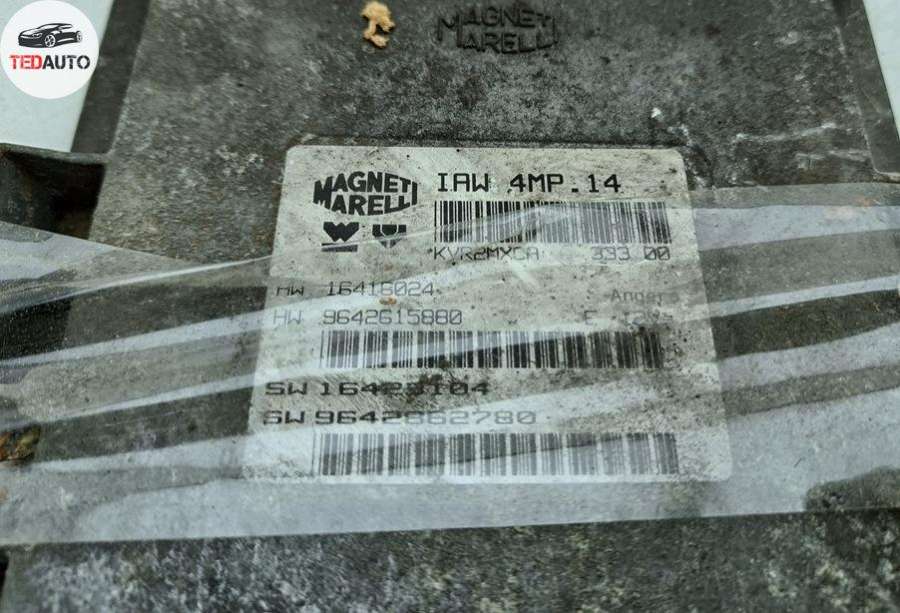 TEDAUTO
MAGNETI
MARELLI
MAGNETI
MARELLI
IAW 4MP.14
KVR2MXCA 333 00
HW 16416024
HW 9642615880
SW 9642862780